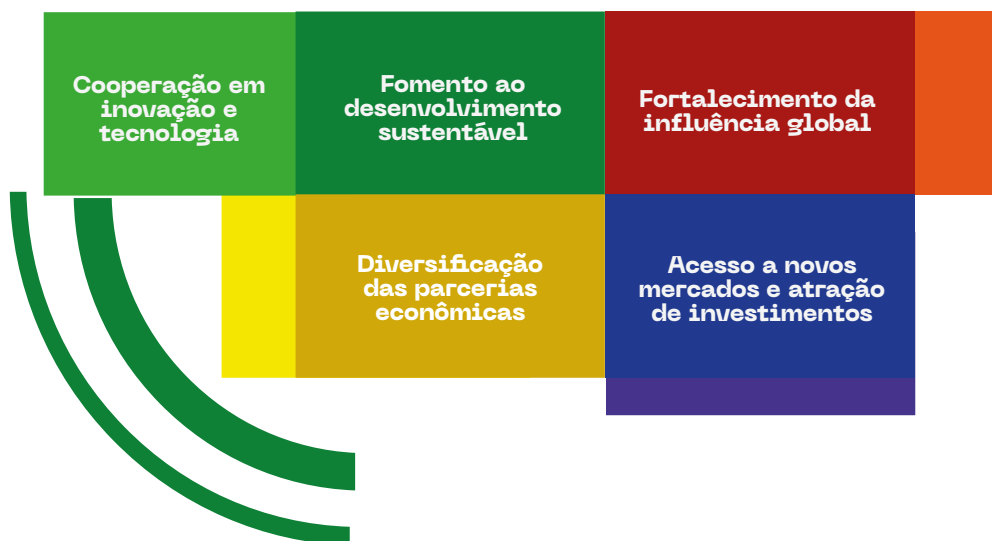 Cooperação em
inovação e
tecnologia
Fomento ao
desenvolvimento
sustentável
Fortalecimento da
influência global
Diversificação
das parcerias
econômicas
Acesso a novos
mercados e atração
de investimentos